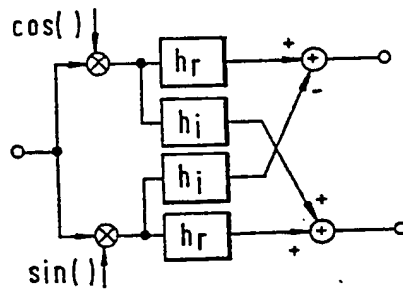 cos()
hr
+
+
-
hi
hi
+
hr
+
+
sin()